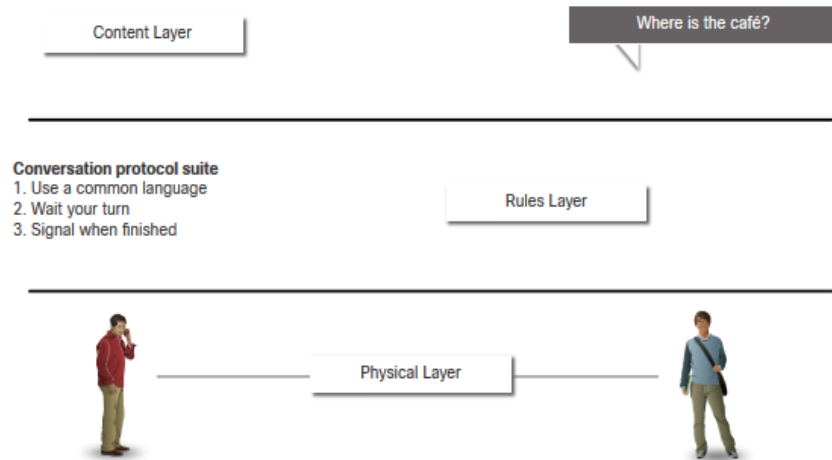 Content Layer
Where is the café?
Conversation protocol suite
1. Use a common language
2. Wait your turn
3. Signal when finished
Rules Layer
Physical Layer